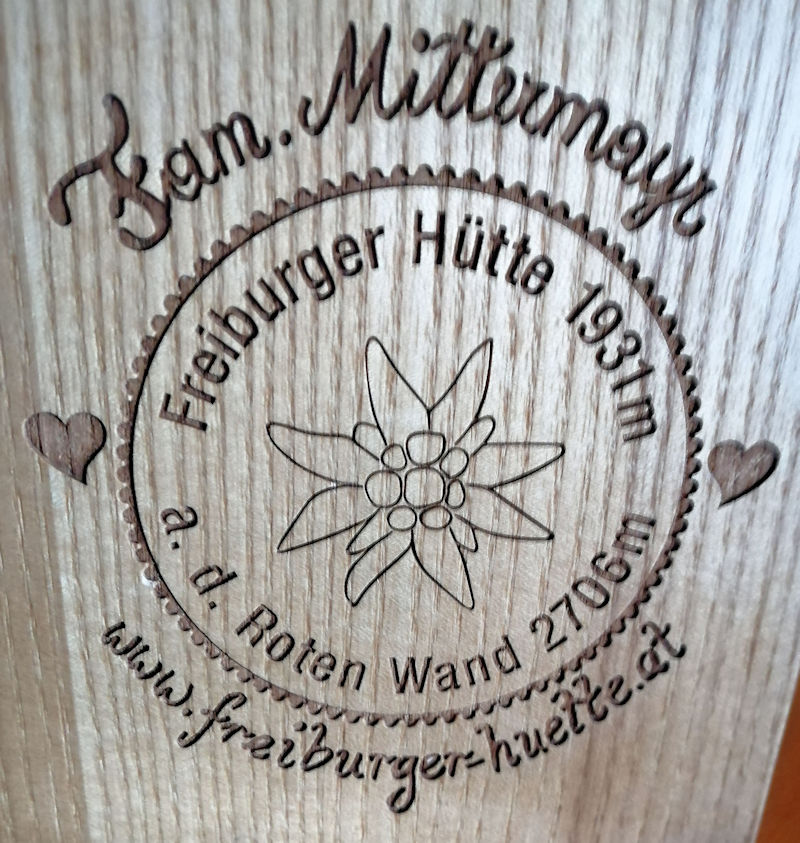 Fam. Mittermayr
Freiburger Hütte 1931m
a. d. Roten Wand 2706m
www.freiburger-huette.at